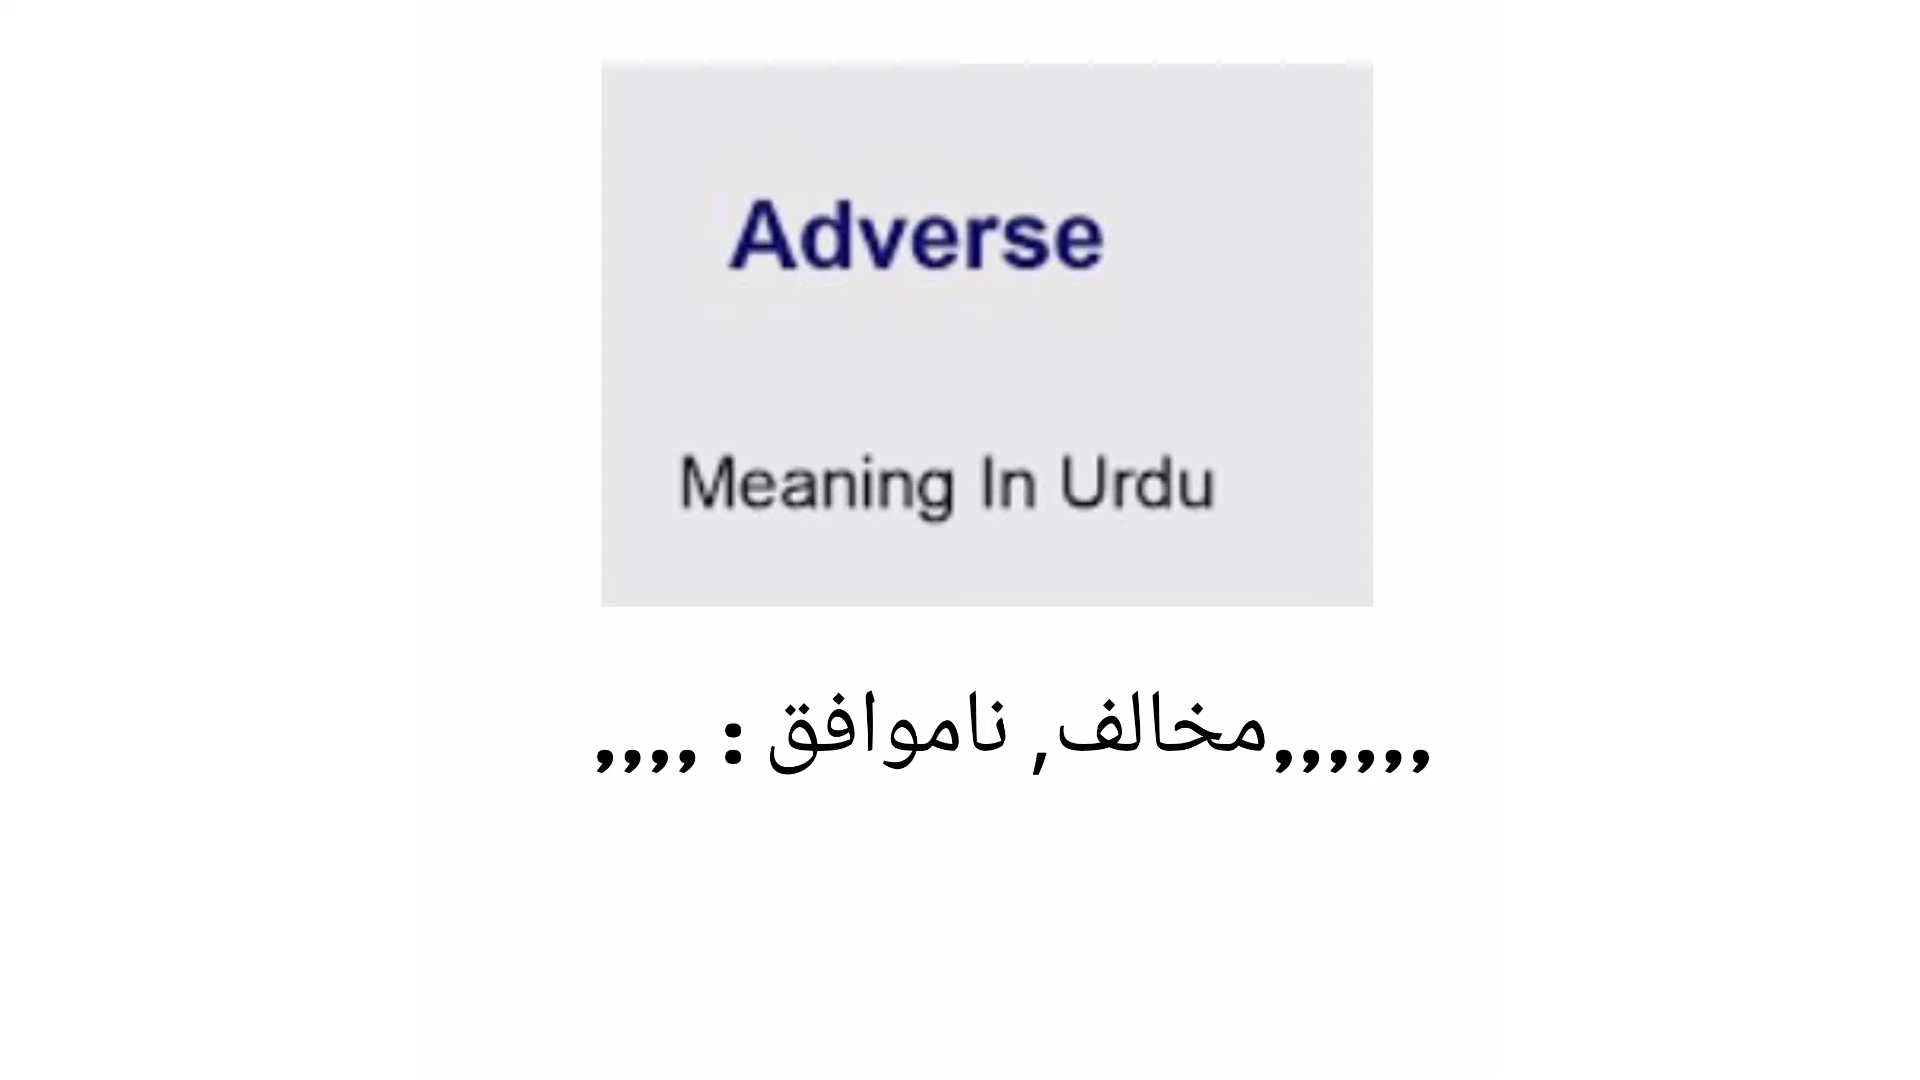 Adverse
Meaning In Urdu
,,,,,,مخالف, ناموافق : ,,,,